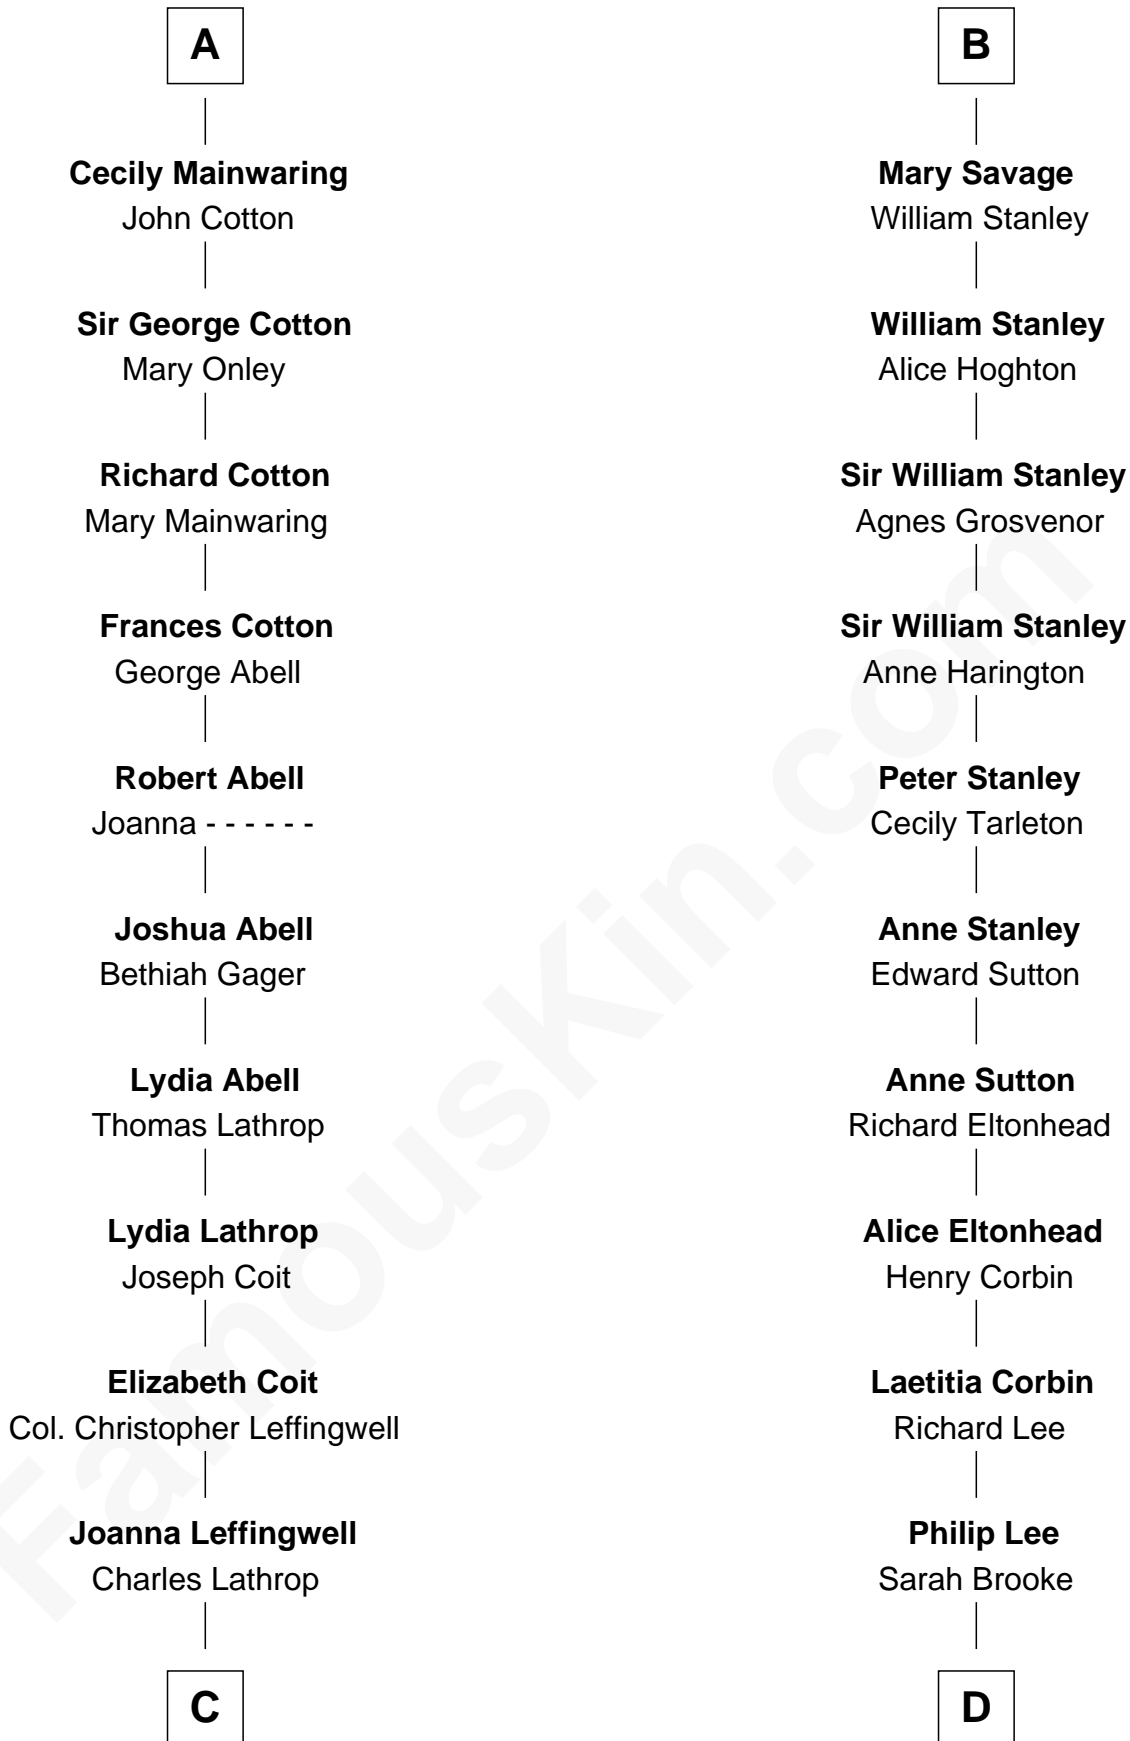 A
Cecily Mainwaring
John Cotton
Sir George Cotton
Mary Onley
Richard Cotton
Mary Mainwaring
Frances Cotton
George Abell
Robert Abell
Joanna - - - - - -
Joshua Abell
Bethiah Gager
Lydia Abell
Thomas Lathrop
Lydia Lathrop
Joseph Coit
Elizabeth Coit
Col. Christopher Leffingwell
Joanna Leffingwell
Charles Lathrop
C
B
Mary Savage
William Stanley
William Stanley
Alice Hoghton
Sir William Stanley
Agnes Grosvenor
Sir William Stanley
Anne Harington
Peter Stanley
Cecily Tarleton
Anne Stanley
Edward Sutton
Anne Sutton
Richard Eltonhead
Alice Eltonhead
Henry Corbin
Laetitia Corbin
Richard Lee
Philip Lee
Sarah Brooke
D
FamousKin.com